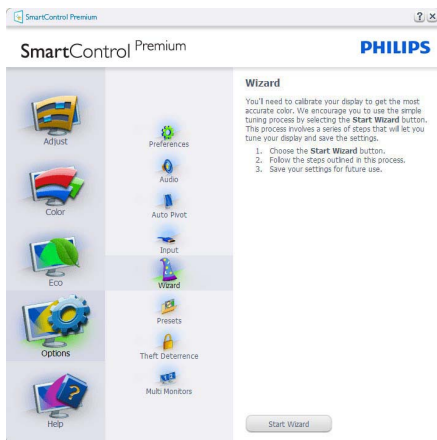 SmartControl Premium
SmartControl Premium
PHILIPS
Adjust
Color
Eco
Options
Help
Preferences
Audio
Auto Pivot
Input
Wizard
Presets
Theft Deterrence
Multi Monitors
Wizard
You'll need to calibrate your display to get the most
accurate color. We encourage you to use the simple
tuning process by selecting the Start Wizard button.
This process involves a series of steps that will let you
tune your display and save the settings.
1. Choose the Start Wizard button.
2. Follow the steps outlined in this process.
3. Save your settings for future use.
Start Wizard